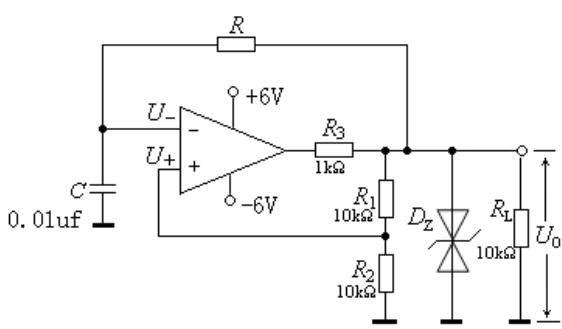 R
+6V
U−
−
R3
U+
+
1kΩ
C
R1
−6V
10kΩ
DZ
RL
0.01uf
10kΩ
U0
R2
10kΩ